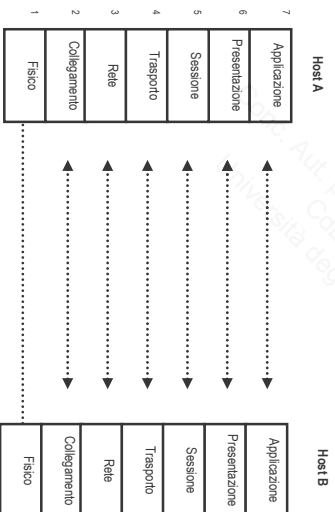 Host A
Host B
7 Applicazione
Applicazione
6 Presentazione
Presentazione
5 Sessione
Sessione
4 Trasporto
Trasporto
3 Rete
Rete
2 Collegamento
Collegamento
1 Fisico
Fisico